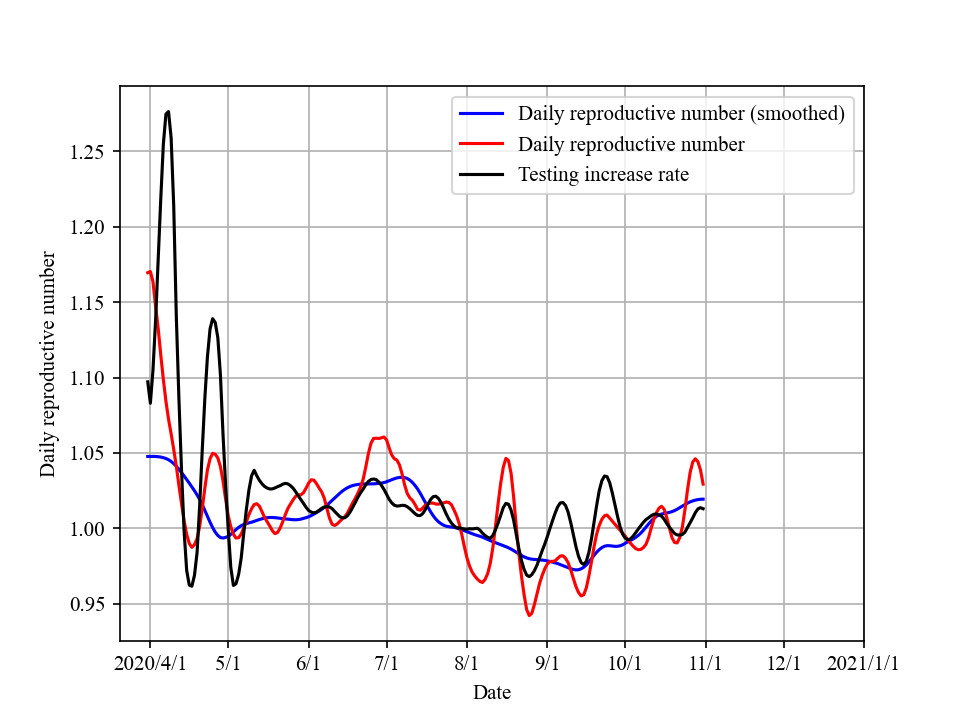 Daily reproductive number (smoothed)
Daily reproductive number
Testing increase rate
Daily reproductive number
1.25
1.20
1.15
1.10
1.05
1.00
0.95
2020/4/1 5/1 6/1 7/1 8/1 9/1 10/1 11/1 12/1 2021/1/1
Date